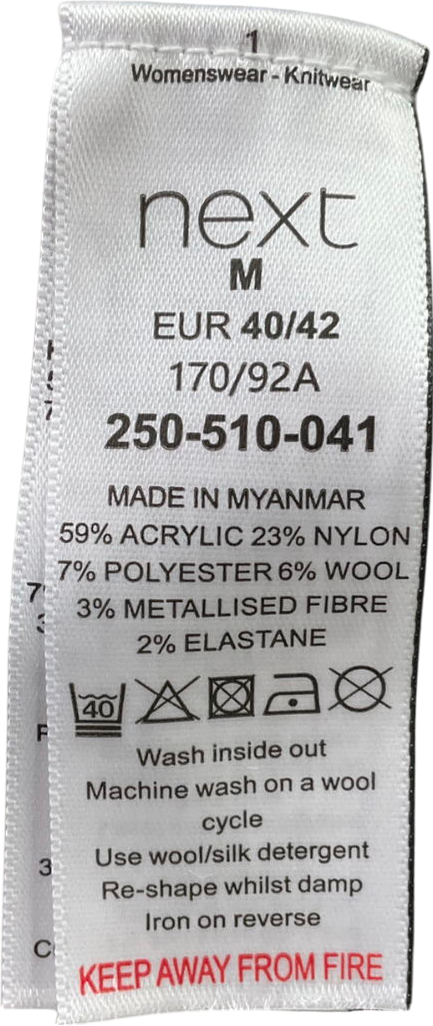 1
Womenswear - Knitwear
next
M
EUR 40/42
170/92A
250-510-041
MADE IN MYANMAR
59% ACRYLIC 23% NYLON
7% POLYESTER 6% WOOL
3% METALLISED FIBRE
2% ELASTANE
40
Wash inside out
Machine wash on a wool
cycle
Use wool/silk detergent
Re-shape whilst damp
Iron on reverse
KEEP AWAY FROM FIRE